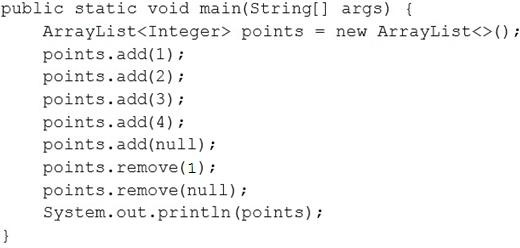 public static void main(String[] args) {
    ArrayList<Integer> points = new ArrayList<>();
    points.add(1);
    points.add(2);
    points.add(3);
    points.add(4);
    points.add(null);
    points.remove(1);
    points.remove(null);
    System.out.println(points);
}